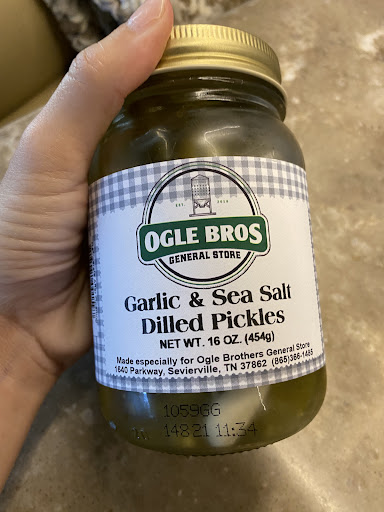 OGLE BROS
GENERAL STORE
Garlic & Sea Salt
Dilled Pickles
NET WT. 16 OZ. (454g)
Made especially for Ogle Brothers General Store
1640 Parkway, Sevierville, TN 37862 (865)366-1485
1059GG
14821 11:34